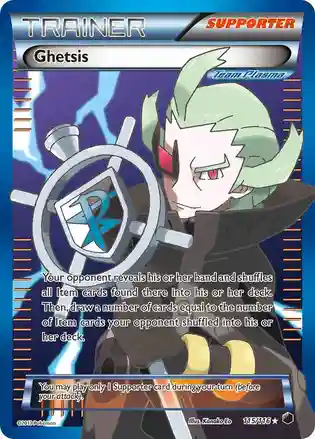 TRAINER
SUPPORTER
Ghetsis
Team Plasma
Your opponent reveals his or her hand and shuffles
all Item cards found there into his or her deck.
Then, draw a number of cards equal to the number
of Item cards your opponent shuffled into his or
her deck.
You may play only 1 Supporter card during your turn (before
your attack).
©2013 Pokémon
Illus. Kanako Eo
115/116